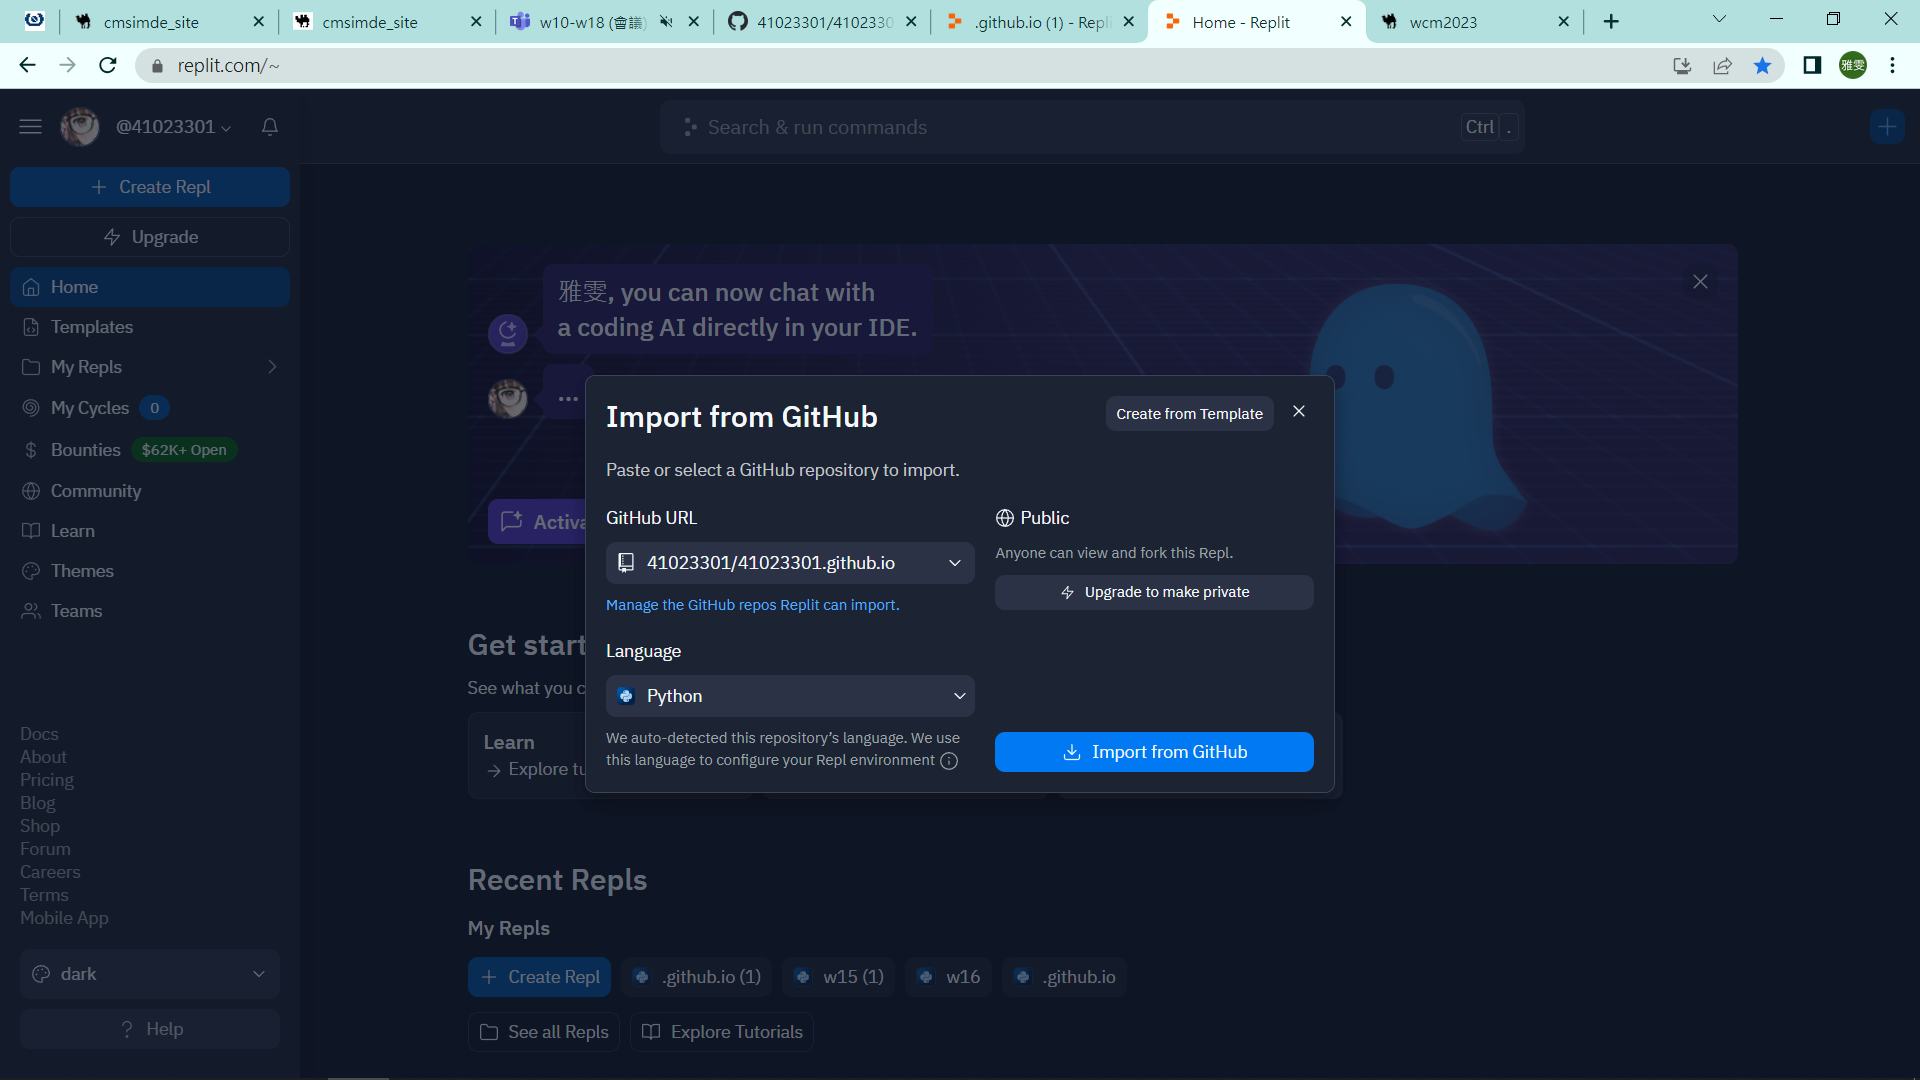 cmsimde_site
cmsimde_site
w10-w18 (會議)
41023301/4102330
.github.io (1) - Repli
Home - Replit
wcm2023
replit.com/~
雅雯
@41023301
Search & run commands
Ctrl .
Create Repl
Upgrade
Home
Templates
My Repls
My Cycles 0
Bounties $62K+ Open
Community
Learn
Themes
Teams
Docs
About
Pricing
Blog
Shop
Forum
Careers
Terms
Mobile App
dark
? Help
雅雯, you can now chat with
a coding AI directly in your IDE.
Activa
Import from GitHub
Create from Template
Paste or select a GitHub repository to import.
GitHub URL
41023301/41023301.github.io
Manage the GitHub repos Replit can import.
Language
Python
We auto-detected this repository’s language. We use
this language to configure your Repl environment
Public
Anyone can view and fork this Repl.
Upgrade to make private
Import from GitHub
Get start
See what you c
Learn
Explore tu
Recent Repls
My Repls
Create Repl
.github.io (1)
w15 (1)
w16
.github.io
See all Repls
Explore Tutorials